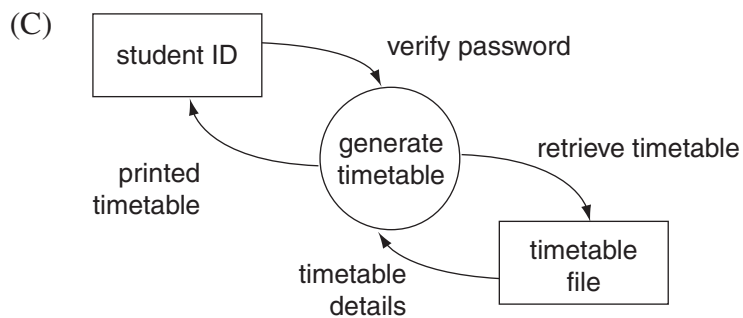 (C)
student ID
verify password
generate
timetable
retrieve timetable
printed
timetable
timetable
file
timetable
details